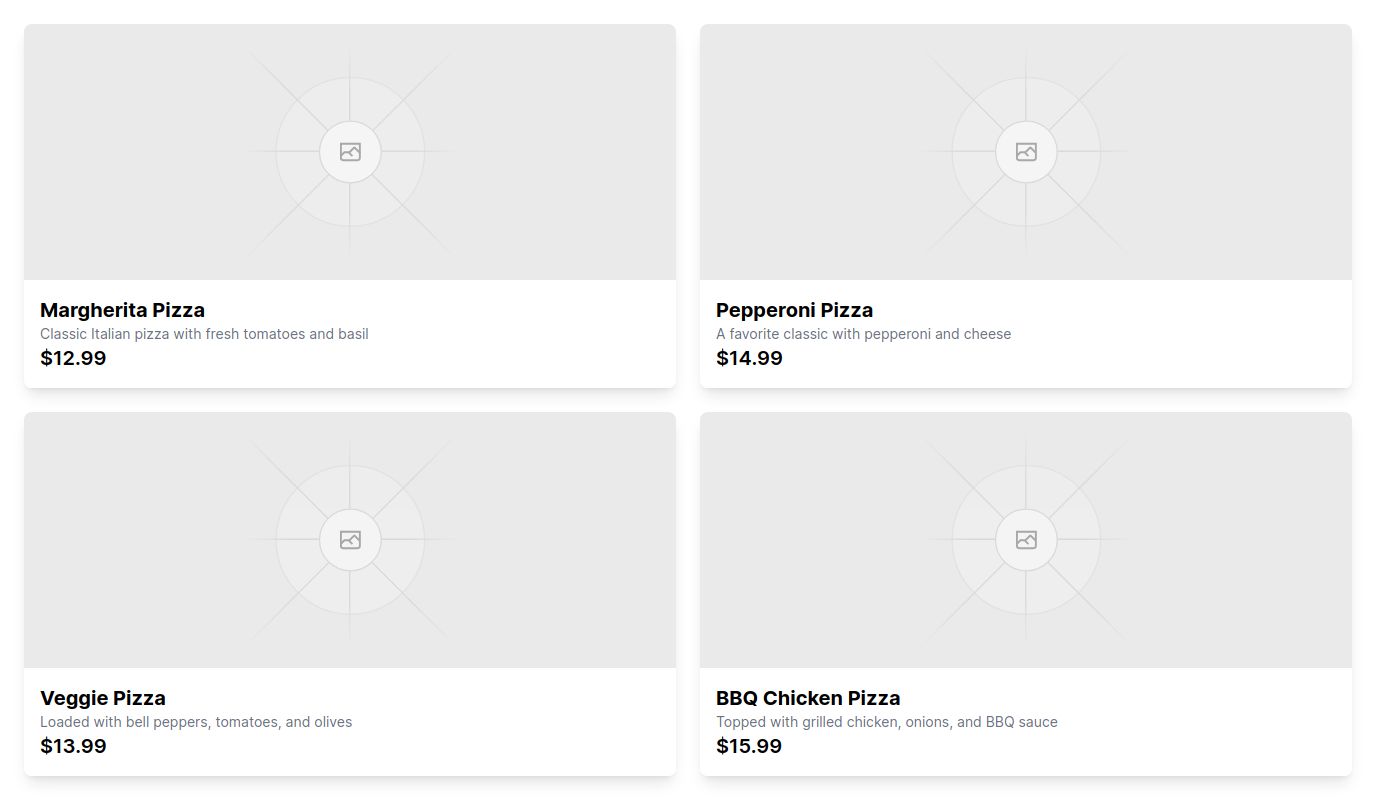 Margherita Pizza
Classic Italian pizza with fresh tomatoes and basil
$12.99
Pepperoni Pizza
A favorite classic with pepperoni and cheese
$14.99
Veggie Pizza
Loaded with bell peppers, tomatoes, and olives
$13.99
BBQ Chicken Pizza
Topped with grilled chicken, onions, and BBQ sauce
$15.99